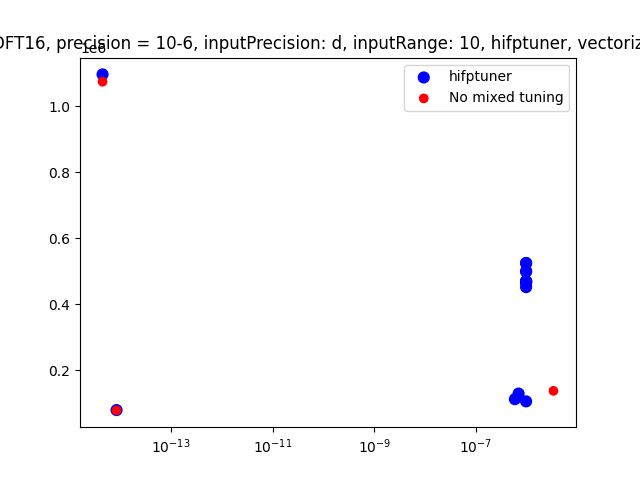 DFT16, precision = 10-6, inputPrecision: d, inputRange: 10, hifptuner, vectoriz
1e6
hifptuner
No mixed tuning
1.0
0.8
0.6
0.4
0.2
10⁻¹³ 10⁻¹¹ 10⁻⁹ 10⁻⁷